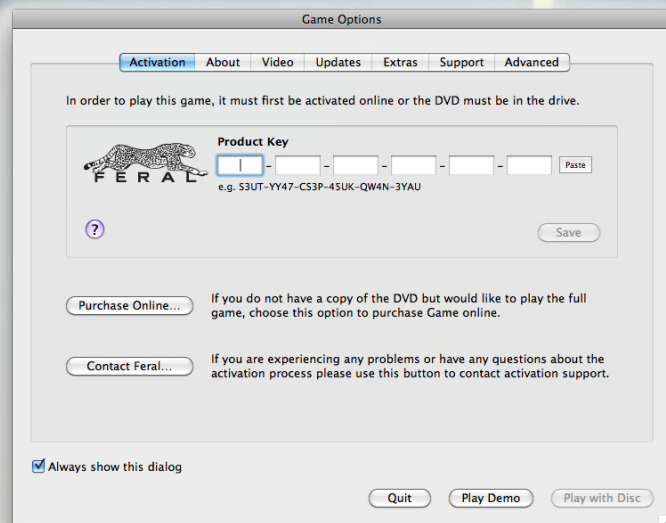 Game Options
Activation About Video Updates Extras Support Advanced
In order to play this game, it must first be activated online or the DVD must be in the drive.
Product Key
FERAL
- - - - - Paste
e.g. S3UT-YY47-CS3P-45UK-QW4N-3YAU
?
Save
Purchase Online...
If you do not have a copy of the DVD but would like to play the full
game, choose this option to purchase Game online.
Contact Feral...
If you are experiencing any problems or have any questions about the
activation process please use this button to contact activation support.
Always show this dialog
Quit Play Demo Play with Disc